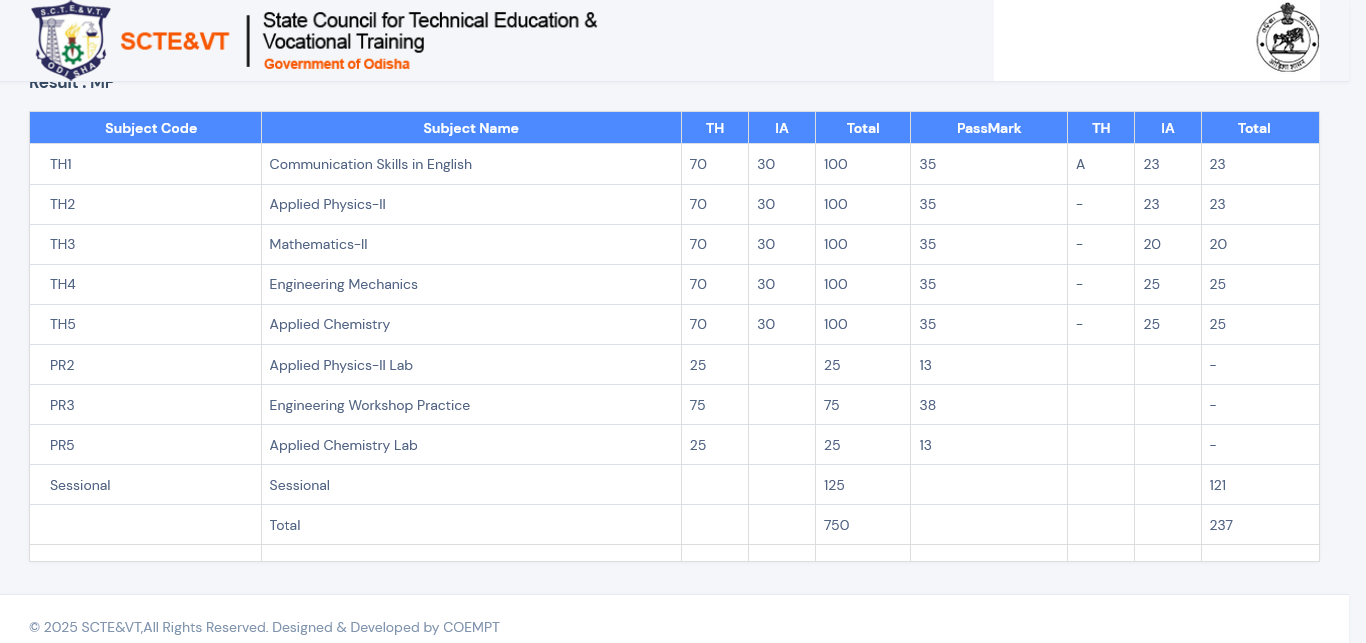 S.C.T.E.&V.T.
ODISHA
SCTE&VT
State Council for Technical Education &
Vocational Training
Government of Odisha
Result : MP
Subject Code Subject Name TH IA Total PassMark TH IA Total
TH1 Communication Skills in English 70 30 100 35 A 23 23
TH2 Applied Physics-II 70 30 100 35 - 23 23
TH3 Mathematics-II 70 30 100 35 - 20 20
TH4 Engineering Mechanics 70 30 100 35 - 25 25
TH5 Applied Chemistry 70 30 100 35 - 25 25
PR2 Applied Physics-II Lab 25 25 13 -
PR3 Engineering Workshop Practice 75 75 38 -
PR5 Applied Chemistry Lab 25 25 13 -
Sessional Sessional 125 121
Total 750 237
© 2025 SCTE&VT,All Rights Reserved. Designed & Developed by COEMPT